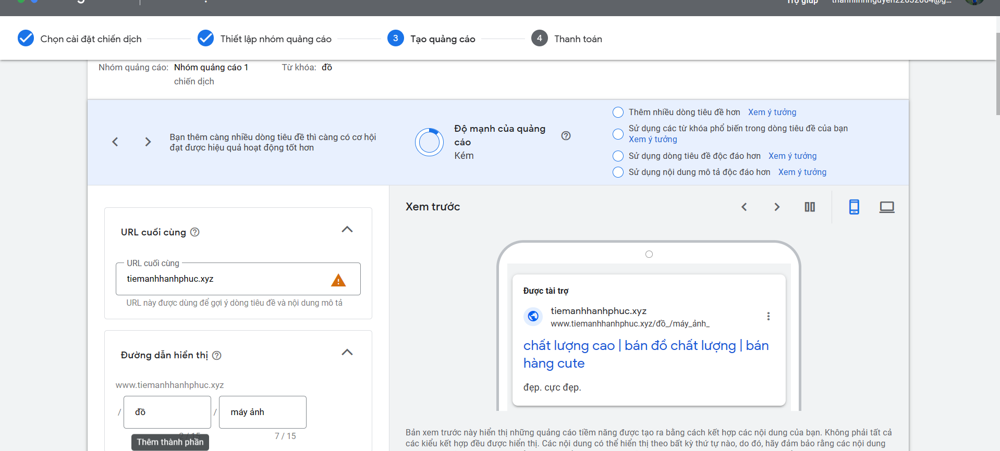 Trợ giúp
Chọn cài đặt chiến dịch
Thiết lập nhóm quảng cáo
3 Tạo quảng cáo
4 Thanh toán
Nhóm quảng cáo: Nhóm quảng cáo 1 Từ khóa: đồ
chiến dịch
Bạn thêm càng nhiều dòng tiêu đề thì càng có cơ hội
đạt được hiệu quả hoạt động tốt hơn
Độ mạnh của quảng
cáo
Kém
Thêm nhiều dòng tiêu đề hơn Xem ý tưởng
Sử dụng các từ khóa phổ biến trong dòng tiêu đề của bạn
Xem ý tưởng
Sử dụng dòng tiêu đề độc đáo hơn Xem ý tưởng
Sử dụng nội dung mô tả độc đáo hơn Xem ý tưởng
URL cuối cùng
URL cuối cùng
tiemanhhanhphuc.xyz
URL này được dùng để gợi ý dòng tiêu đề và nội dung mô tả
Đường dẫn hiển thị
www.tiemanhhanhphuc.xyz
/ đồ / máy ảnh
2 / 15 7 / 15
Thêm thành phần
Xem trước
Được tài trợ
tiemanhhanhphuc.xyz
www.tiemanhhanhphuc.xyz/đồ_/máy_ảnh_
chất lượng cao | bán đồ chất lượng | bán
hàng cute
đẹp. cực đẹp.
Bản xem trước này hiển thị những quảng cáo tiềm năng được tạo ra bằng cách kết hợp các nội dung của bạn. Không phải tất cả
các kiểu kết hợp đều được hiển thị. Các nội dung có thể hiển thị theo bất kỳ thứ tự nào, do đó, hãy đảm bảo rằng các nội dung